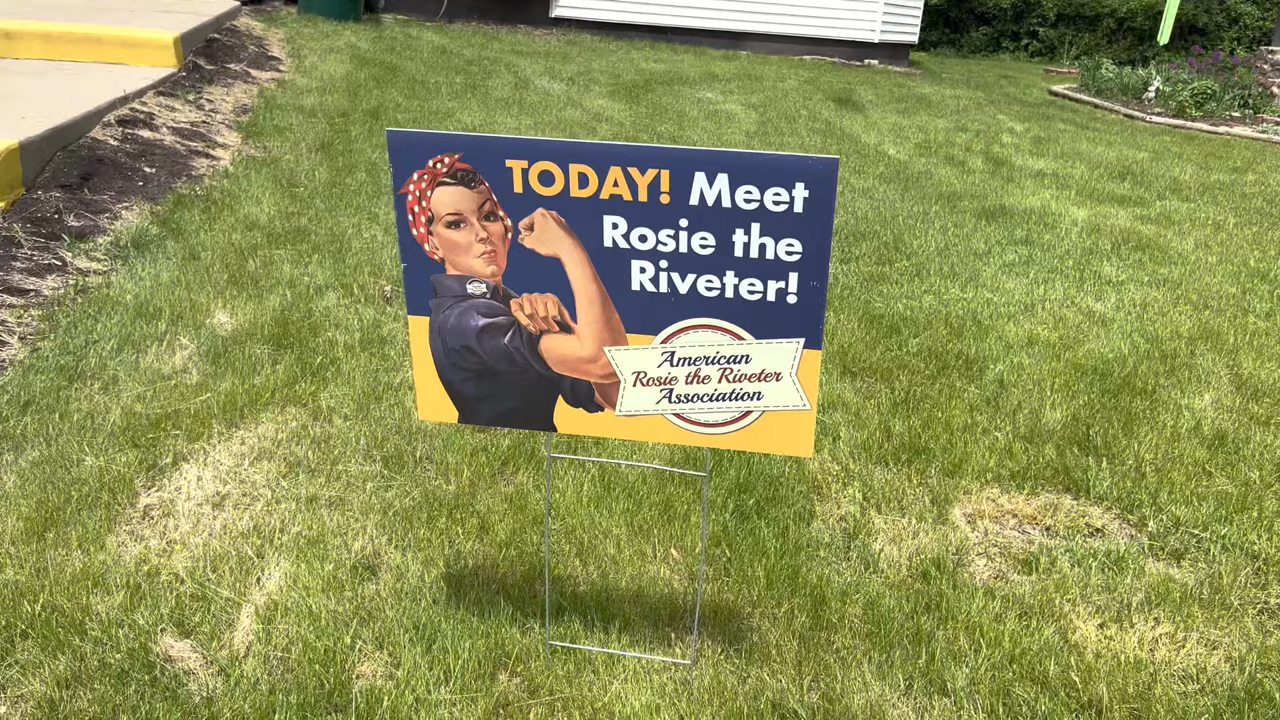 TODAY! Meet
Rosie the
Riveter!
American
Rosie the Riveter
Association